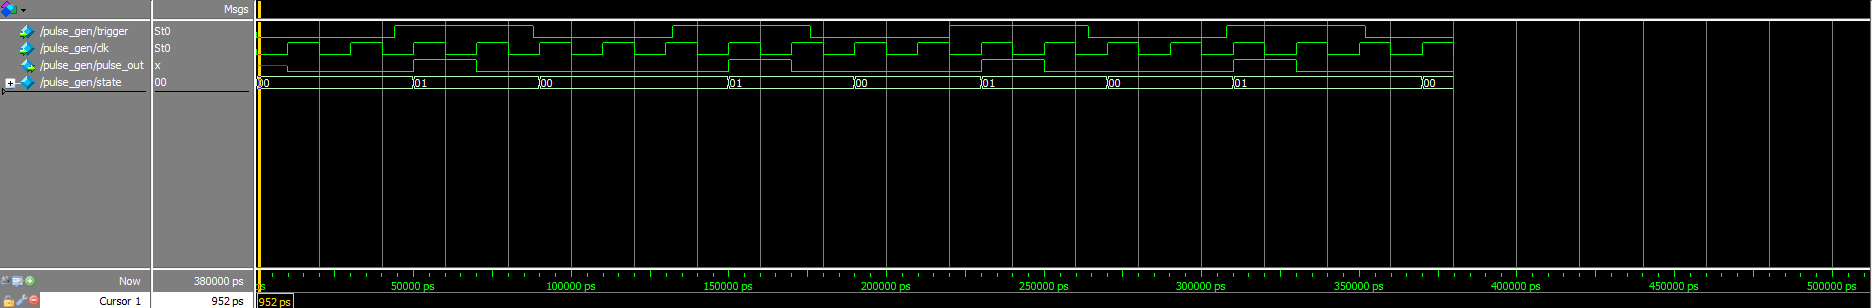 Msgs
/pulse_gen/trigger St0
/pulse_gen/clk St0
/pulse_gen/pulse_out x
/pulse_gen/state 00 00 01 00 01 00 01 00 01 00
Now 380000 ps ps 50000 ps 100000 ps 150000 ps 200000 ps 250000 ps 300000 ps 350000 ps 400000 ps 450000 ps 500000 ps
Cursor 1 952 ps 952 ps